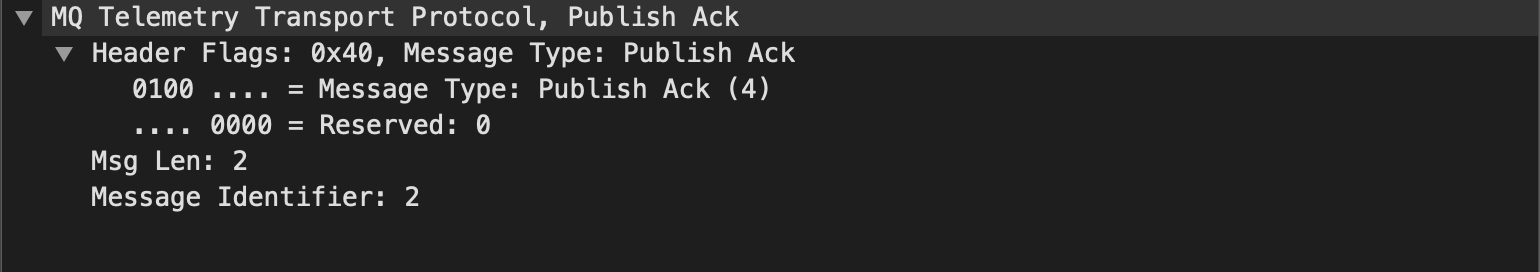 MQ Telemetry Transport Protocol, Publish Ack
Header Flags: 0x40, Message Type: Publish Ack
0100 .... = Message Type: Publish Ack (4)
.... 0000 = Reserved: 0
Msg Len: 2
Message Identifier: 2